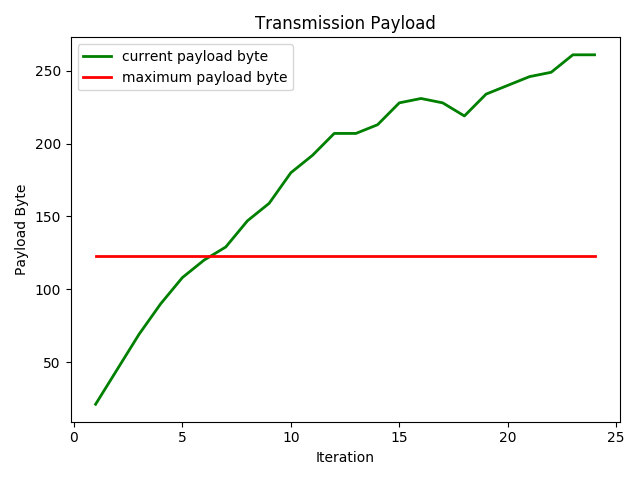 Transmission Payload
current payload byte
maximum payload byte
250
200
150
100
50
Payload Byte
0 5 10 15 20 25
Iteration